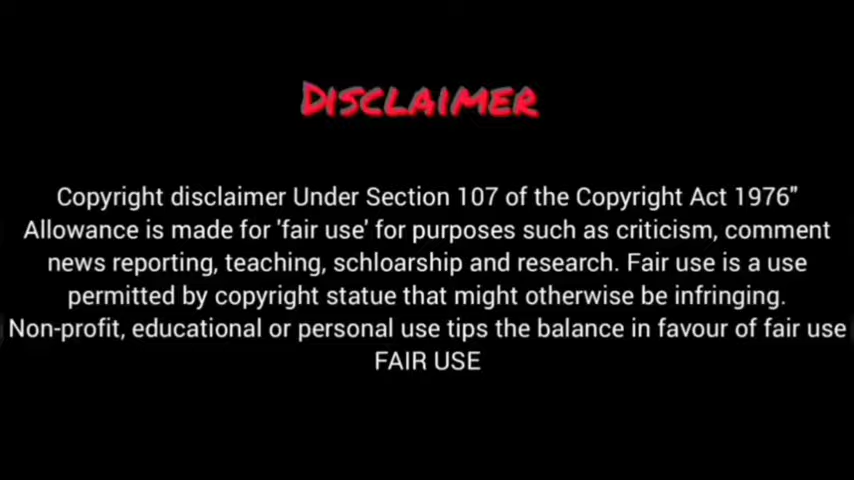 DISCLAIMER
Copyright disclaimer Under Section 107 of the Copyright Act 1976"
Allowance is made for 'fair use' for purposes such as criticism, comment
news reporting, teaching, schloarship and research. Fair use is a use
permitted by copyright statue that might otherwise be infringing.
Non-profit, educational or personal use tips the balance in favour of fair use
FAIR USE